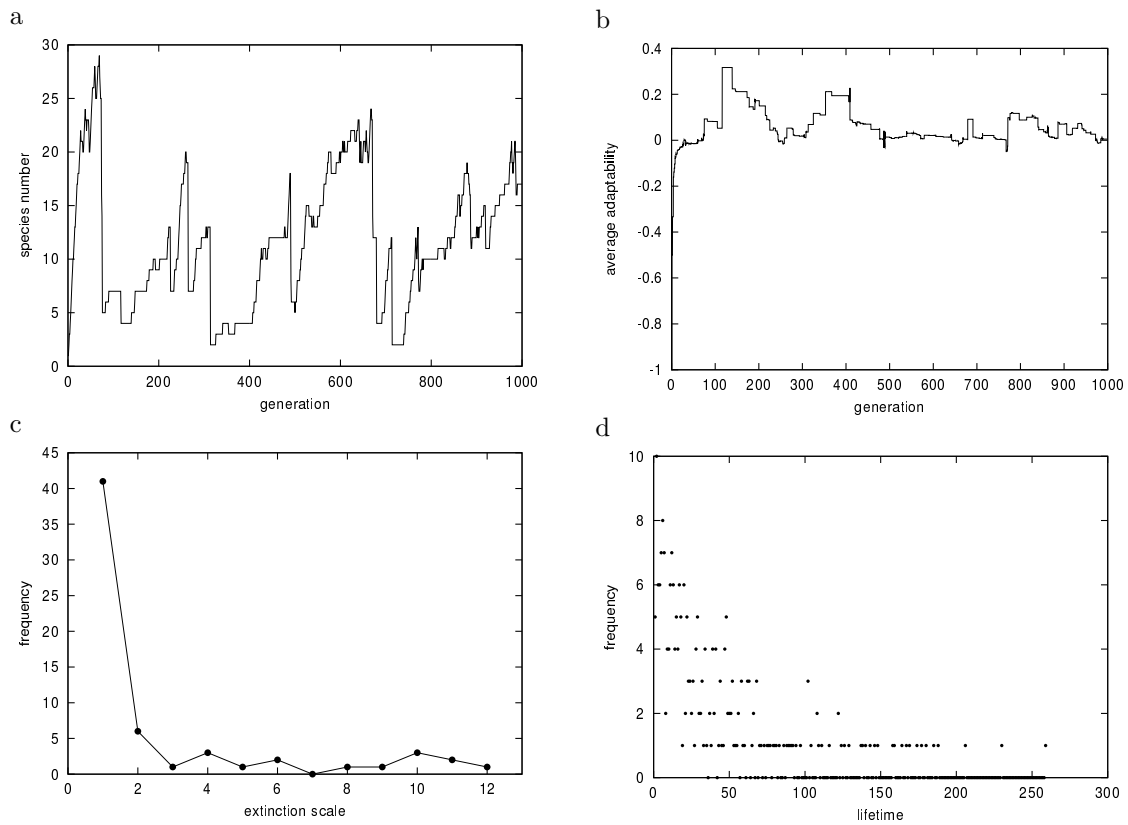 a
30
25
20
15
10
5
0
species number
0 200 400 600 800 1000
generation
b
0.4
0.2
0
-0.2
-0.4
-0.6
-0.8
-1
average adaptability
0 100 200 300 400 500 600 700 800 900 1000
generation
c
45
40
35
30
25
20
15
10
5
0
frequency
0 2 4 6 8 10 12
extinction scale
d
10
8
6
4
2
0
frequency
0 50 100 150 200 250 300
lifetime